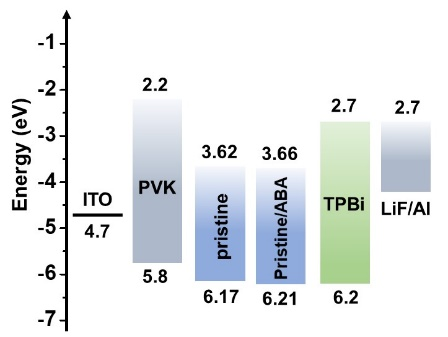 Energy (eV)
-1
-2
-3
-4
-5
-6
-7
ITO
4.7
2.2
PVK
5.8
3.62
pristine
6.17
3.66
Pristine/ABA
6.21
2.7
TPBi
6.2
2.7
LiF/Al